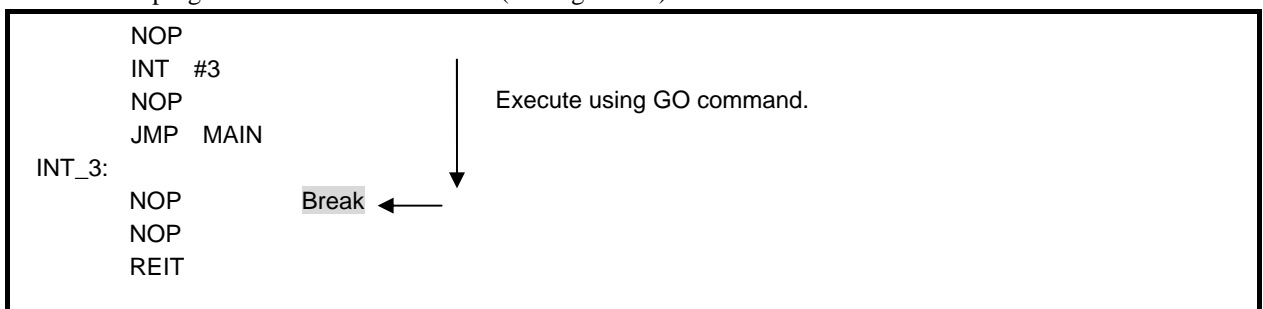 NOP
INT #3
NOP Execute using GO command.
JMP MAIN
INT_3:
NOP Break
NOP
REIT